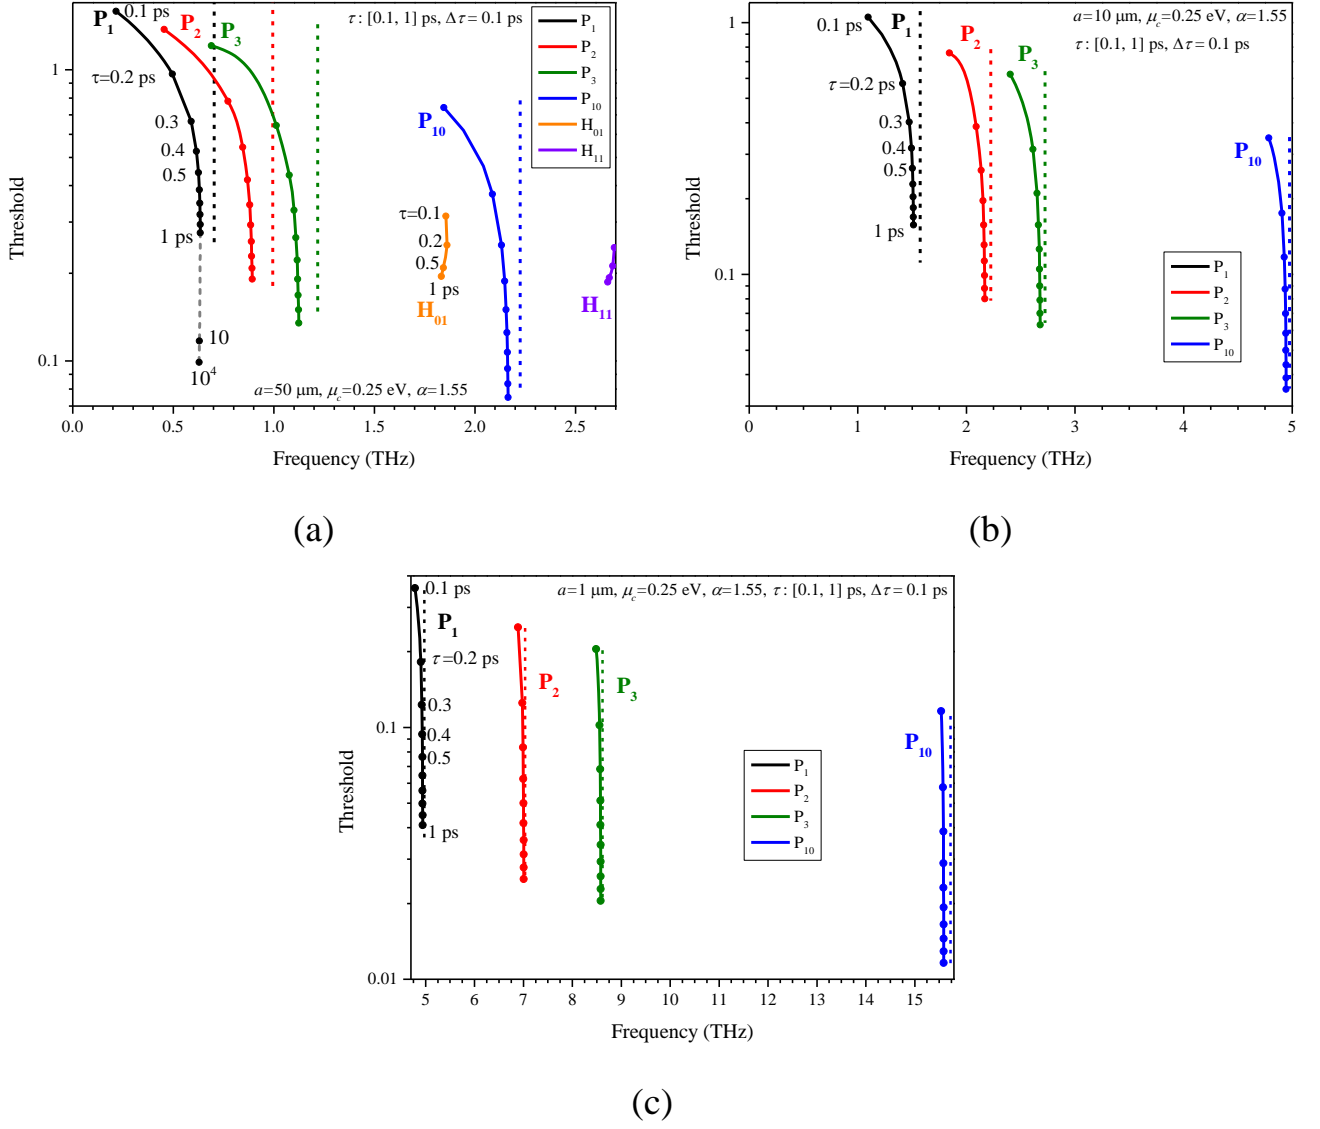 P1
0.1 ps
P2
P3
τ : [0.1, 1] ps, Δτ = 0.1 ps
P1
P2
P3
P10
H01
H11
τ=0.2 ps
0.3
0.4
0.5
1 ps
10
10^4
P10
τ=0.1
0.2
0.5
1 ps
H01
H11
a=50 μm, μc=0.25 eV, α=1.55
1
0.1
Threshold
0.0 0.5 1.0 1.5 2.0 2.5
Frequency (THz)
(a)
a=10 μm, μc=0.25 eV, α=1.55
τ : [0.1, 1] ps, Δτ = 0.1 ps
0.1 ps
P1
P2
P3
P10
τ=0.2 ps
0.3
0.4
0.5
1 ps
P1
P2
P3
P10
1
0.1
Threshold
0 1 2 3 4 5
Frequency (THz)
(b)
a=1 μm, μc=0.25 eV, α=1.55, τ : [0.1, 1] ps, Δτ = 0.1 ps
0.1 ps
P1
τ=0.2 ps
0.3
0.4
0.5
1 ps
P2
P3
P10
P1
P2
P3
P10
0.1
0.01
Threshold
5 6 7 8 9 10 11 12 13 14 15
Frequency (THz)
(c)